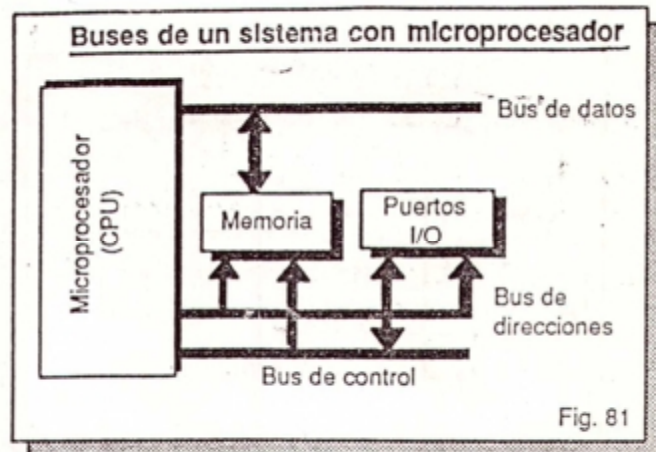 Buses de un sistema con microprocesador
Bus de datos
Microprocesador
(CPU)
Memoria
Puertos
I/O
Bus de
direcciones
Bus de control
Fig. 81